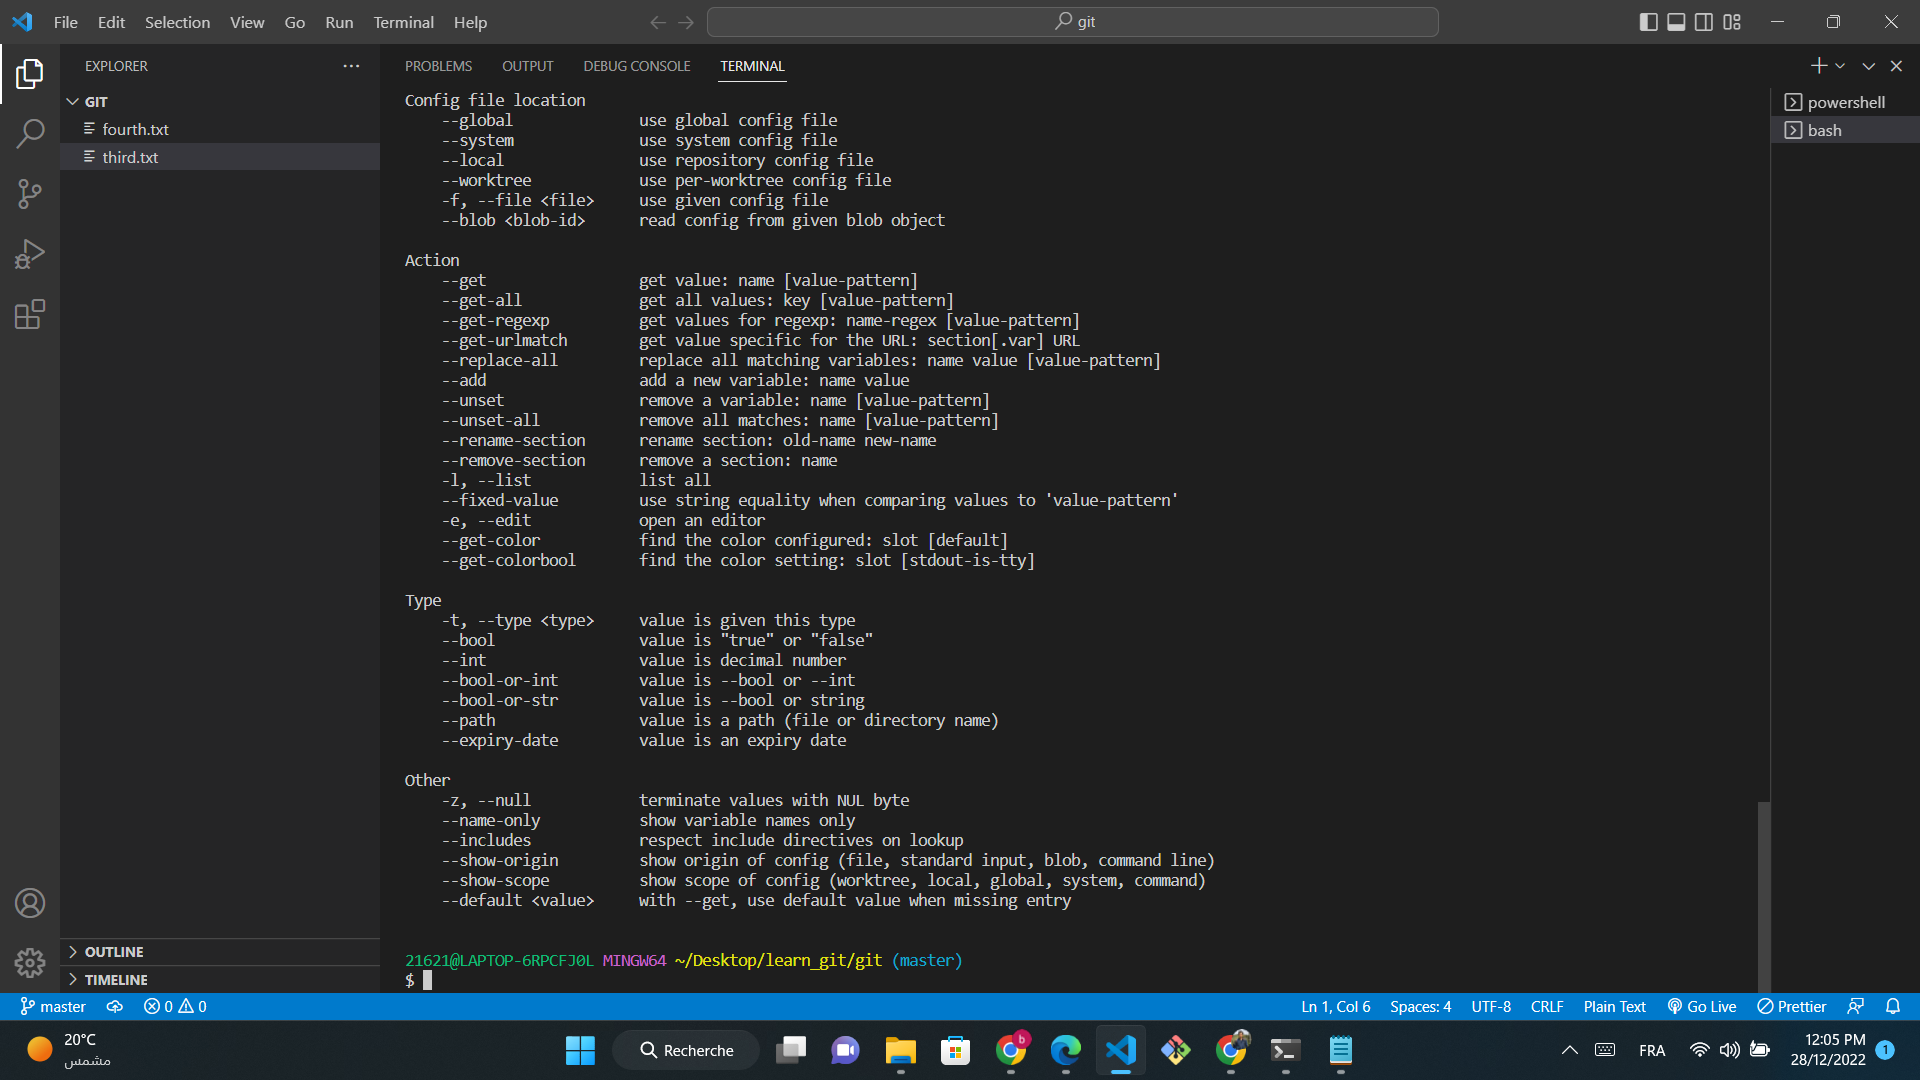 File Edit Selection View Go Run Terminal Help
git
EXPLORER
GIT
fourth.txt
third.txt
OUTLINE
TIMELINE
PROBLEMS OUTPUT DEBUG CONSOLE TERMINAL
powershell
bash
Config file location
--global use global config file
--system use system config file
--local use repository config file
--worktree use per-worktree config file
-f, --file <file> use given config file
--blob <blob-id> read config from given blob object
Action
--get get value: name [value-pattern]
--get-all get all values: key [value-pattern]
--get-regexp get values for regexp: name-regex [value-pattern]
--get-urlmatch get value specific for the URL: section[.var] URL
--replace-all replace all matching variables: name value [value-pattern]
--add add a new variable: name value
--unset remove a variable: name [value-pattern]
--unset-all remove all matches: name [value-pattern]
--rename-section rename section: old-name new-name
--remove-section remove a section: name
-l, --list list all
--fixed-value use string equality when comparing values to 'value-pattern'
-e, --edit open an editor
--get-color find the color configured: slot [default]
--get-colorbool find the color setting: slot [stdout-is-tty]
Type
-t, --type <type> value is given this type
--bool value is "true" or "false"
--int value is decimal number
--bool-or-int value is --bool or --int
--bool-or-str value is --bool or string
--path value is a path (file or directory name)
--expiry-date value is an expiry date
Other
-z, --null terminate values with NUL byte
--name-only show variable names only
--includes respect include directives on lookup
--show-origin show origin of config (file, standard input, blob, command line)
--show-scope show scope of config (worktree, local, global, system, command)
--default <value> with --get, use default value when missing entry
21621@LAPTOP-6RPCFJ0L MINGW64 ~/Desktop/learn_git/git (master)
$
master 0 0 Ln 1, Col 6 Spaces: 4 UTF-8 CRLF Plain Text Go Live Prettier
20°C
مشمس
Recherche
b
FRA
12:05 PM
28/12/2022
1